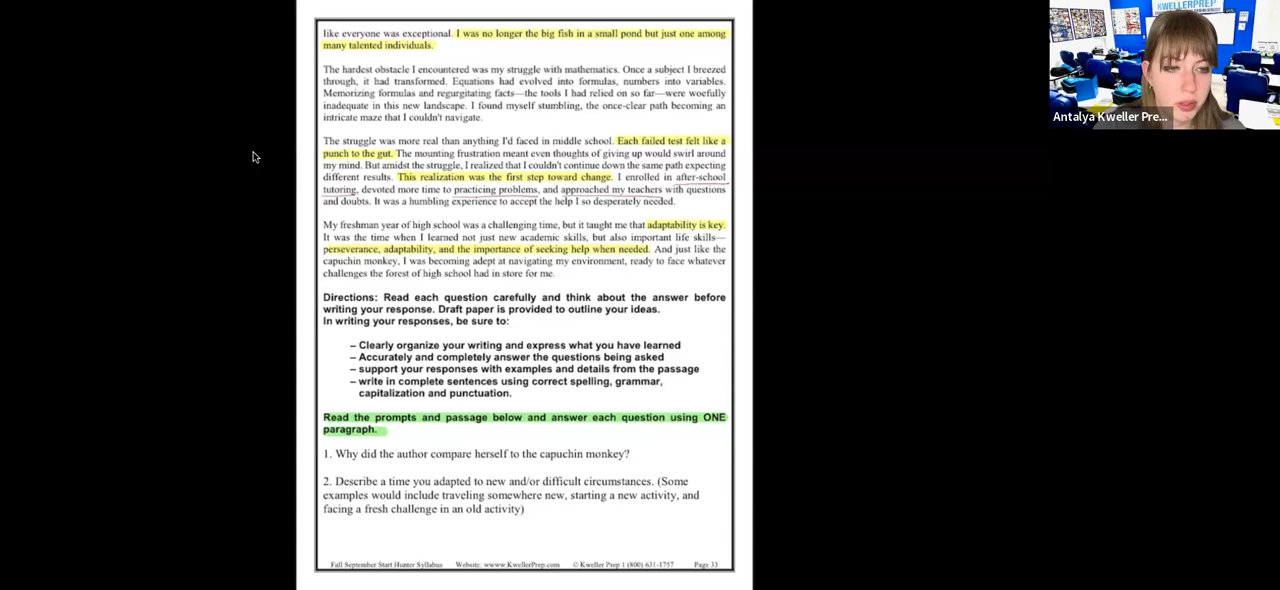 like everyone was exceptional. I was no longer the big fish in a small pond but just one among
many talented individuals.
The hardest obstacle I encountered was my struggle with mathematics. Once a subject I breezed
through, it had transformed. Equations had evolved into formulas, numbers into variables.
Memorizing formulas and regurgitating facts—the tools I had relied on so far—were woefully
inadequate in this new landscape. I found myself stumbling, the once-clear path becoming an
intricate maze that I couldn't navigate.
The struggle was more real than anything I'd faced in middle school. Each failed test felt like a
punch to the gut. The mounting frustration meant even thoughts of giving up would swirl around
my mind. But amidst the struggle, I realized that I couldn't continue down the same path expecting
different results. This realization was the first step toward change. I enrolled in after-school
tutoring, devoted more time to practicing problems, and approached my teachers with questions
and doubts. It was a humbling experience to accept the help I so desperately needed.
My freshman year of high school was a challenging time, but it taught me that adaptability is key.
It was the time when I learned not just new academic skills, but also important life skills—
perseverance, adaptability, and the importance of seeking help when needed. And just like the
capuchin monkey, I was becoming adept at navigating my environment, ready to face whatever
challenges the forest of high school had in store for me.
Directions: Read each question carefully and think about the answer before
writing your response. Draft paper is provided to outline your ideas.
In writing your responses, be sure to:
– Clearly organize your writing and express what you have learned
– Accurately and completely answer the questions being asked
– support your responses with examples and details from the passage
– write in complete sentences using correct spelling, grammar,
capitalization and punctuation.
Read the prompts and passage below and answer each question using ONE
paragraph.
1. Why did the author compare herself to the capuchin monkey?
2. Describe a time you adapted to new and/or difficult circumstances. (Some
examples would include traveling somewhere new, starting a new activity, and
facing a fresh challenge in an old activity)
Fall September Start Hunter Syllabus Website: www.KwellerPrep.com © Kweller Prep 1 (800) 631-1757 Page 33
KWELLERPREP
Antalya Kweller Pre...